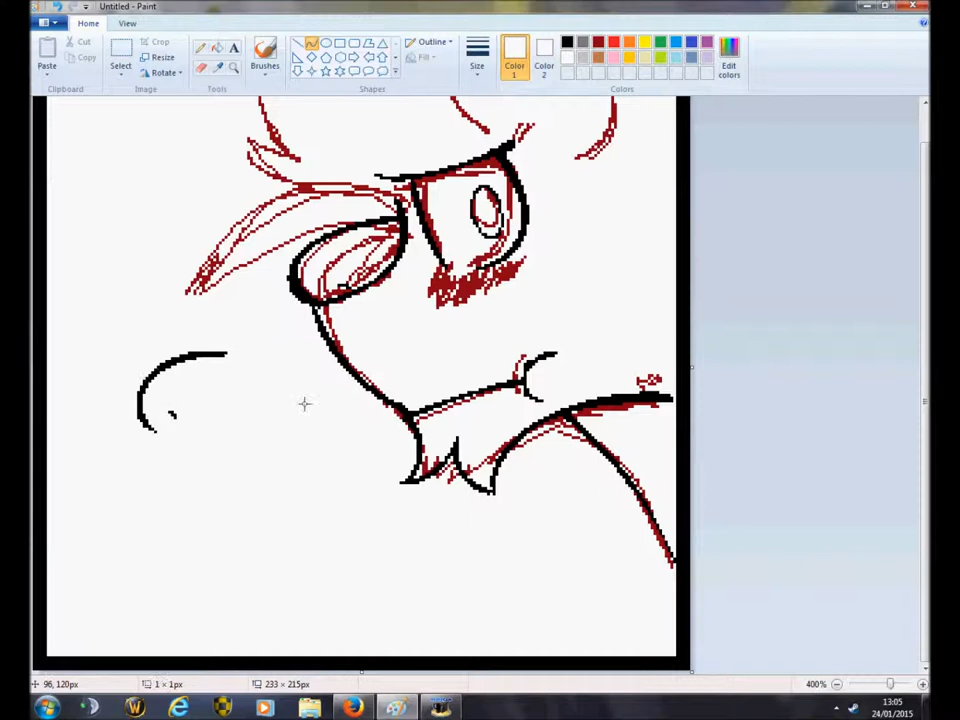 Untitled - Paint
Home View
Paste
Cut
Copy
Clipboard
Select
Crop
Resize
Rotate
Image
A
Tools
Brushes
Outline
Fill
Shapes
Size
Color 1
Color 2
Edit colors
Colors
96, 120px 1 × 1px 233 × 215px 400%
13:05
24/01/2015